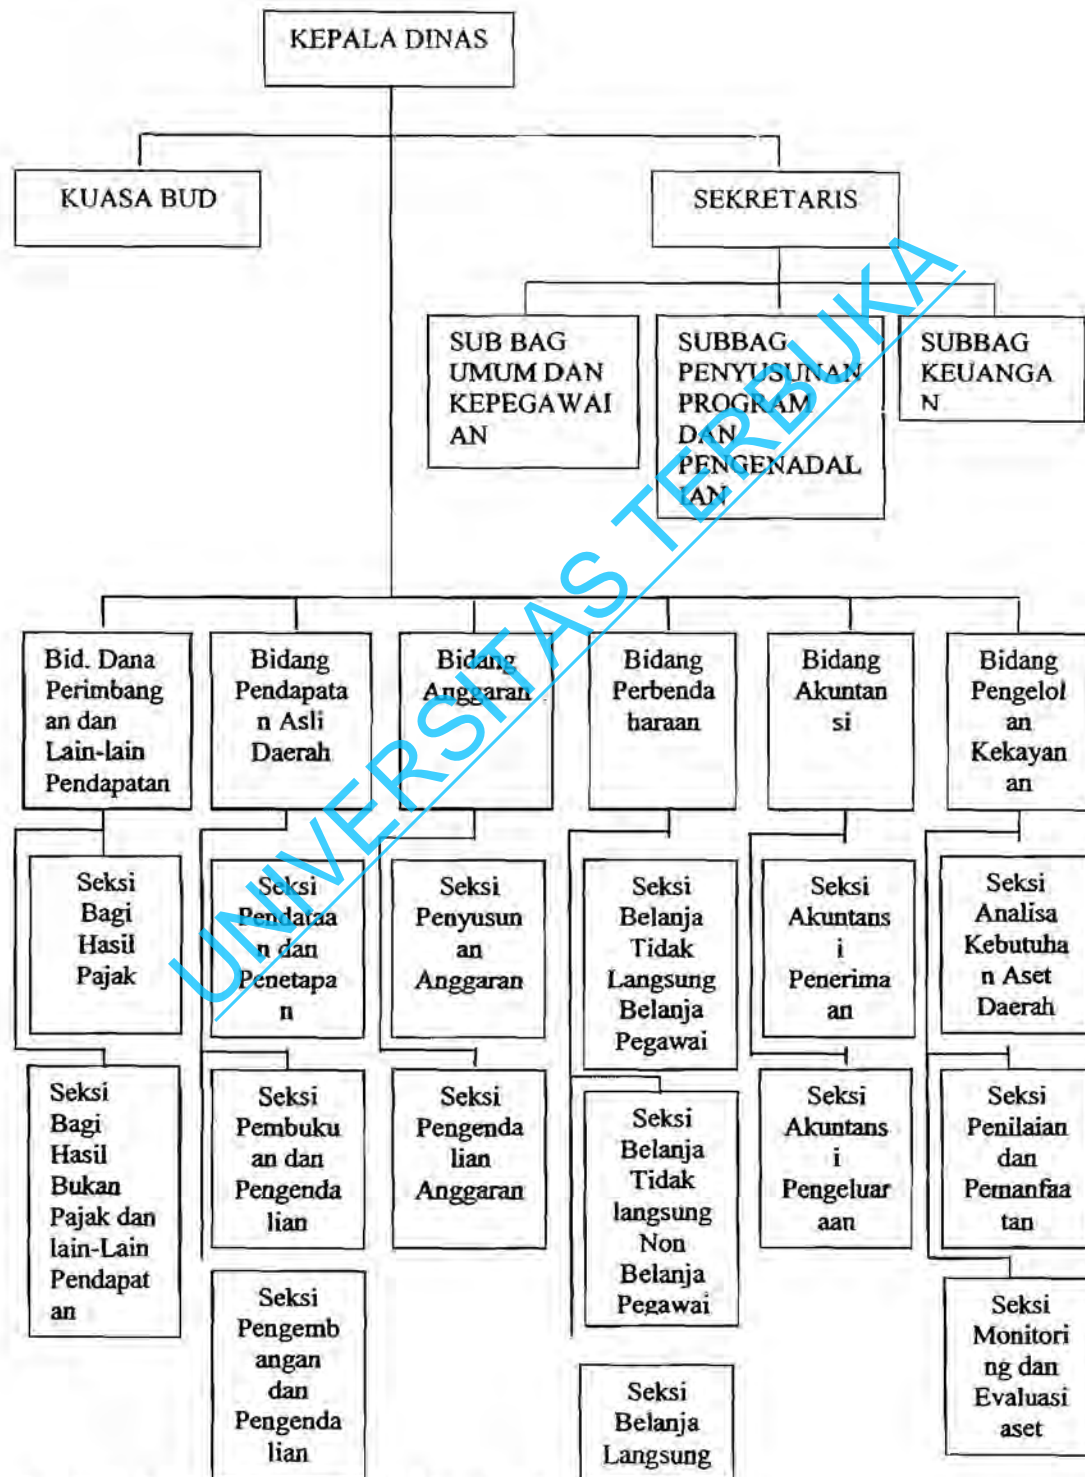 KEPALA DINAS
KUASA BUD
SEKRETARIS
SUB BAG
UMUM DAN
KEPEGAWAI
AN
SUBBAG
PENYUSUNAN
PROGRAM
DAN
PENGENADAL
IAN
SUBBAG
KEUANGA
N
Bid. Dana
Perimbang
an dan
Lain-lain
Pendapatan
Bidang
Pendapata
n Asli
Daerah
Bidang
Anggaran
Bidang
Perbenda
haraan
Bidang
Akuntan
si
Bidang
Pengelol
an
Kekayan
an
Seksi
Bagi
Hasil
Pajak
Seksi
Pendataa
n dan
Penetapa
n
Seksi
Penyusun
an
Anggaran
Seksi
Belanja
Tidak
Langsung
Belanja
Pegawai
Seksi
Akuntans
i
Penerima
an
Seksi
Analisa
Kebutuha
n Aset
Daerah
Seksi
Bagi
Hasil
Bukan
Pajak dan
lain-Lain
Pendapat
an
Seksi
Pembuku
an dan
Pengenda
lian
Seksi
Pengenda
lian
Anggaran
Seksi
Belanja
Tidak
langsung
Non
Belanja
Pegawai
Seksi
Akuntans
i
Pengeluar
aan
Seksi
Penilaian
dan
Pemanfaa
tan
Seksi
Pengemb
angan
dan
Pengenda
lian
Seksi
Belanja
Langsung
Seksi
Monitori
ng dan
Evaluasi
aset
UNIVERSITAS TERBUKA